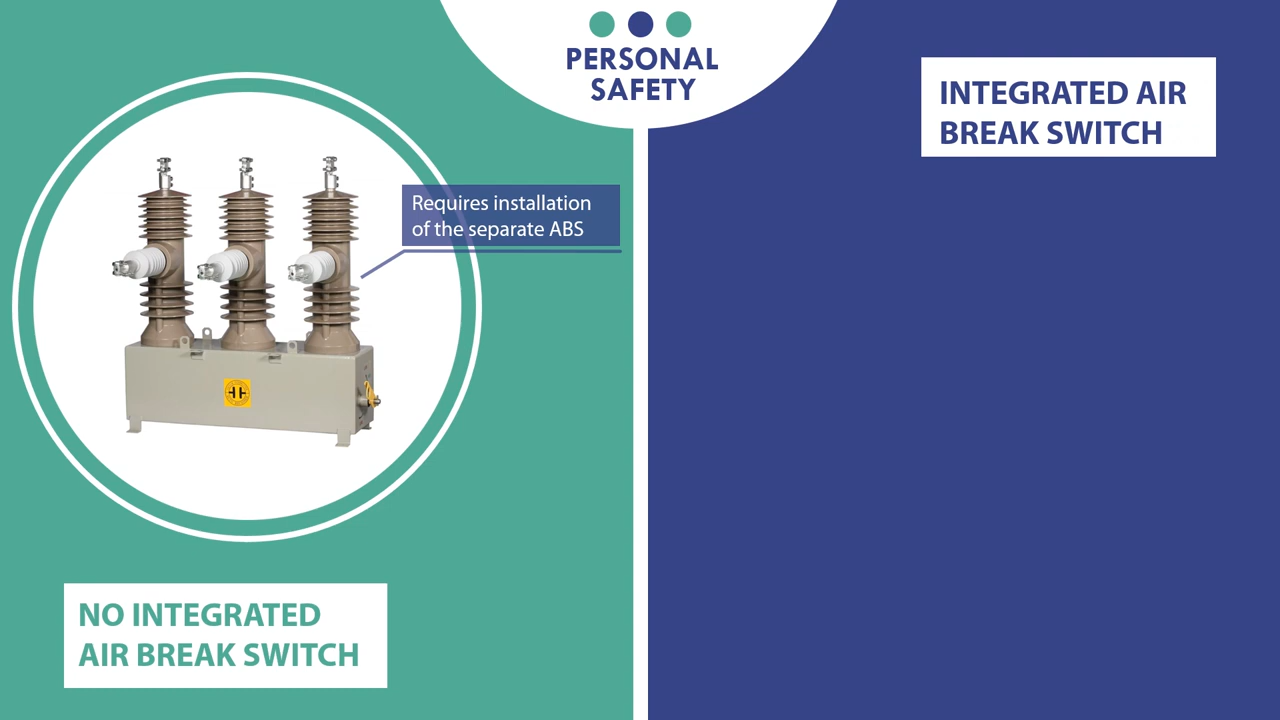 PERSONAL
SAFETY
INTEGRATED AIR
BREAK SWITCH
Requires installation
of the separate ABS
NO INTEGRATED
AIR BREAK SWITCH